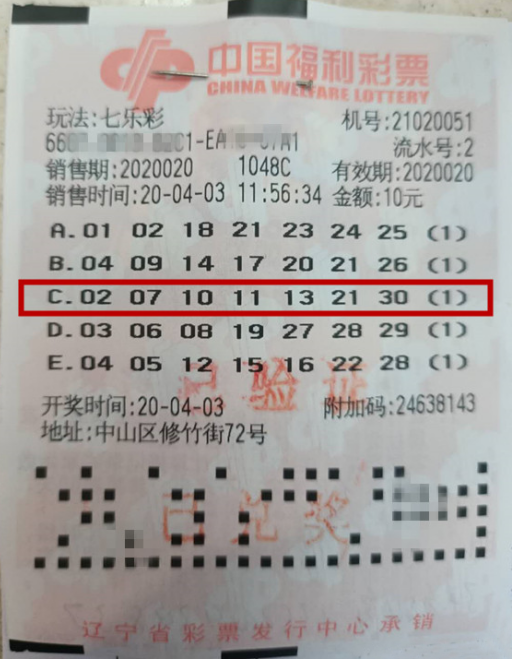 中国福利彩票
CHINA WELFARE LOTTERY
玩法:七乐彩 机号:21020051
流水号:2
销售期:2020020 1048C 有效期:2020020
销售时间:20-04-03 11:56:34 金额:10元
A.01 02 18 21 23 24 25 (1)
B.04 09 14 17 20 21 26 (1)
C.02 07 10 11 13 21 30 (1)
D.03 06 08 19 27 28 29 (1)
E.04 05 12 15 16 22 28 (1)
已验证
开奖时间:20-04-03 附加码:24638143
地址:中山区修竹街72号
已兑奖
辽宁省彩票发行中心承销